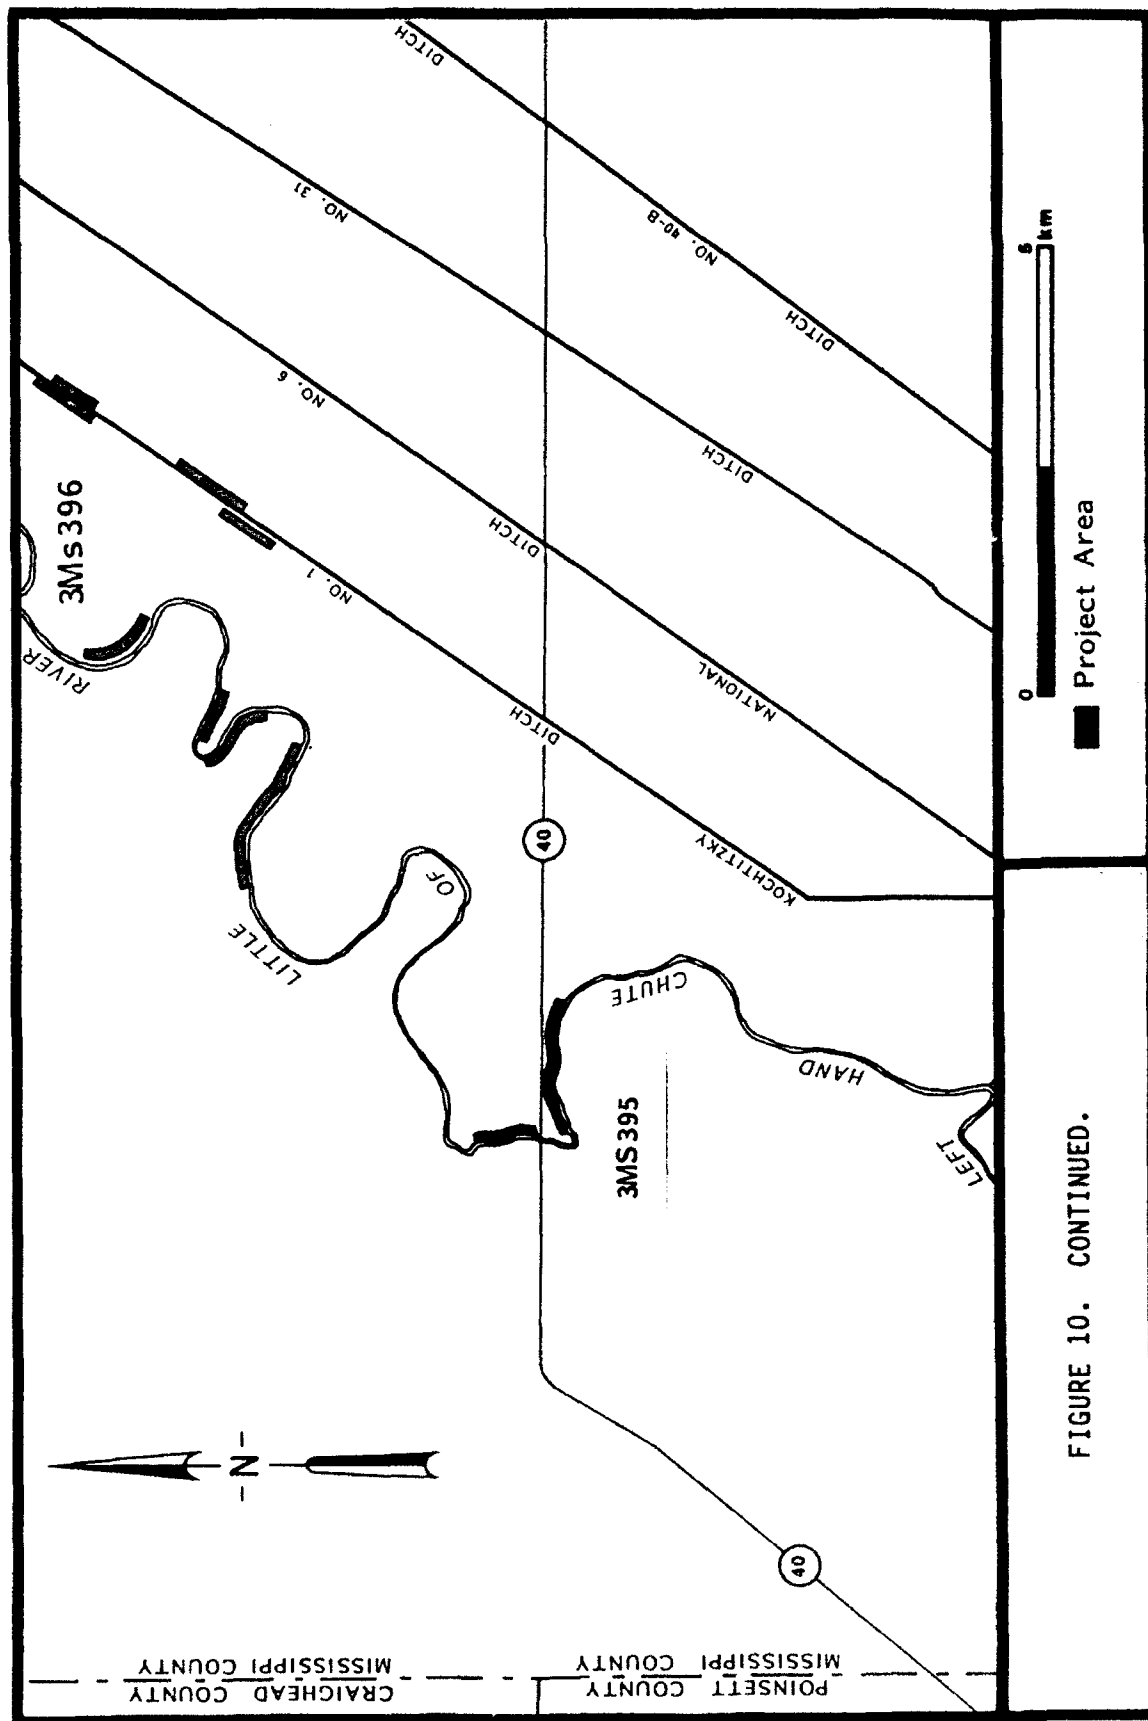 DITCH
NO. 31
NO. 40-B
NO. 6
DITCH
3Ms396
DITCH
DITCH
NO. 1
RIVER
NATIONAL
DITCH
KOCHTITZKY
LITTLE
OF
40
CHUTE
HAND
LEFT
3MS395
-N-
40
CRAIGHEAD COUNTY
MISSISSIPPI COUNTY
POINSETT COUNTY
MISSISSIPPI COUNTY
0 5
km
Project Area
FIGURE 10. CONTINUED.